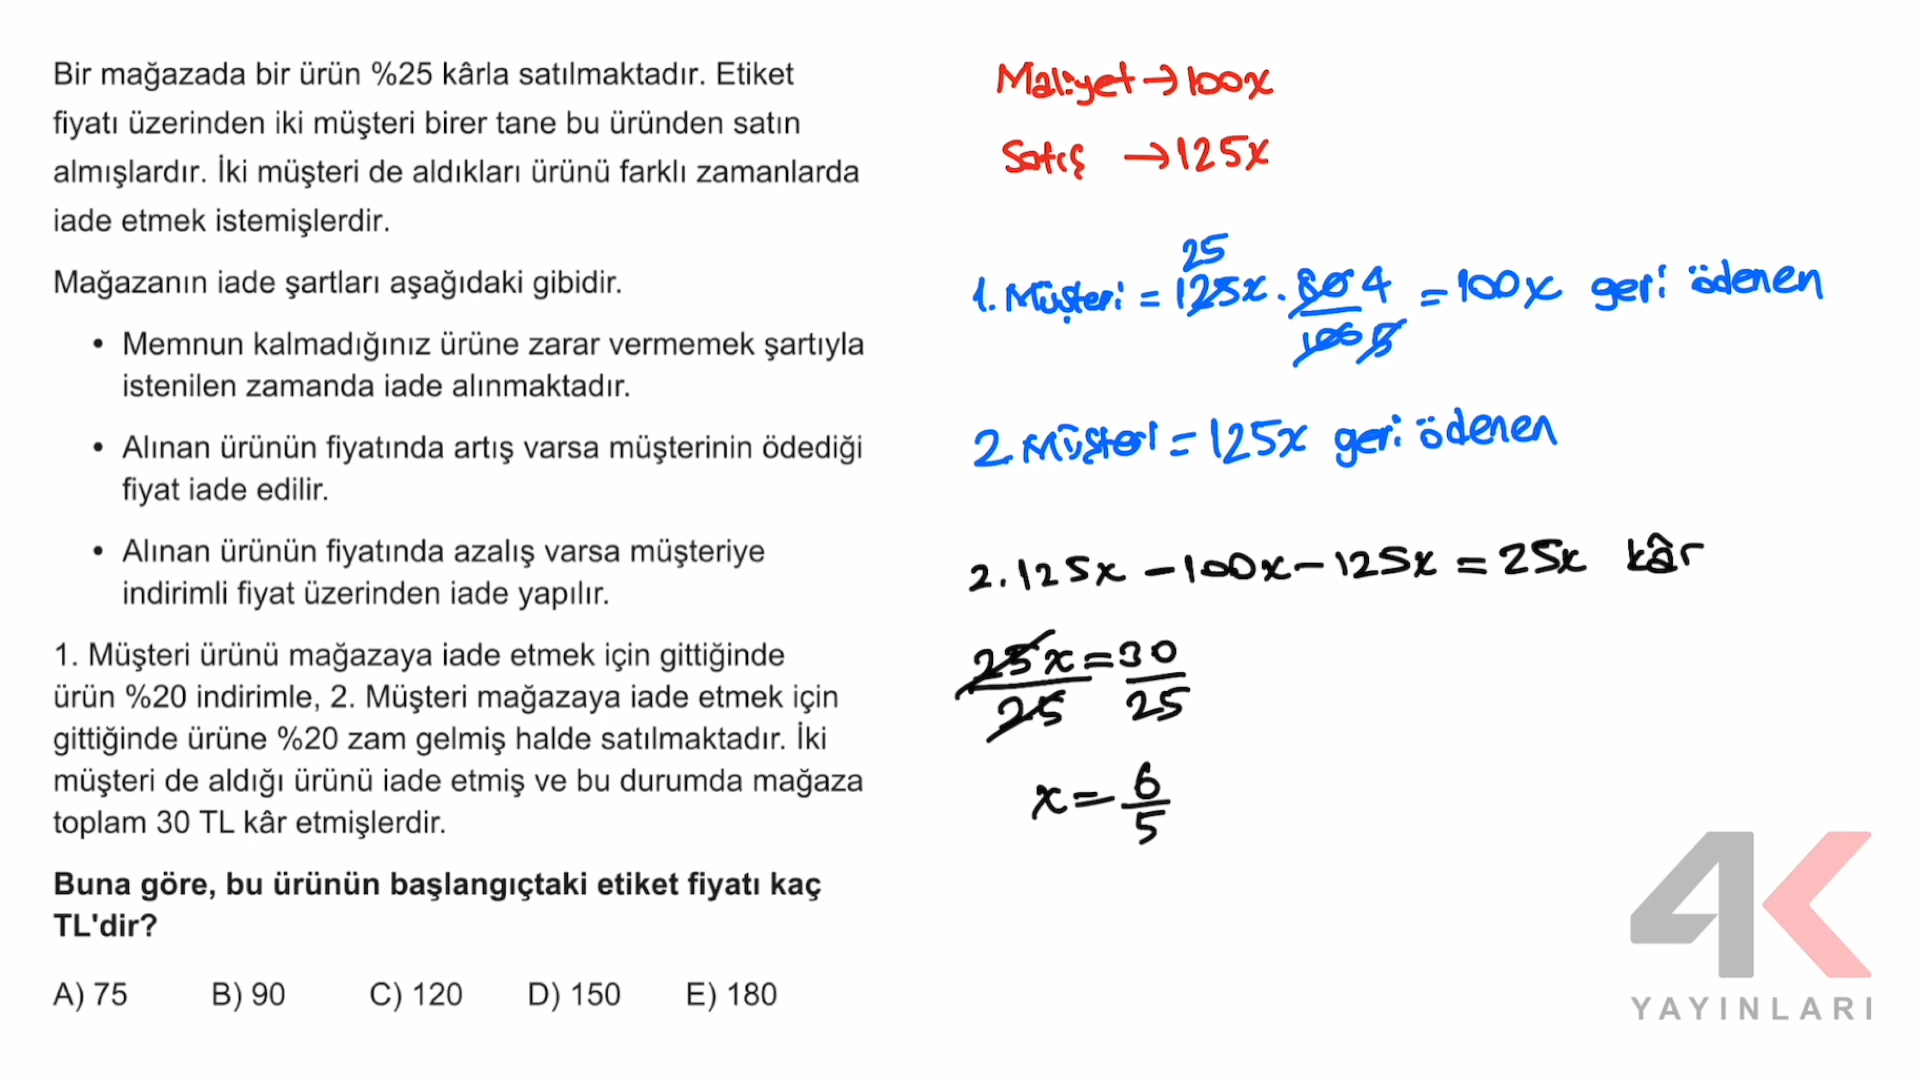 Bir mağazada bir ürün %25 kârla satılmaktadır. Etiket
fiyatı üzerinden iki müşteri birer tane bu üründen satın
almışlardır. İki müşteri de aldıkları ürünü farklı zamanlarda
iade etmek istemişlerdir.
Mağazanın iade şartları aşağıdaki gibidir.
• Memnun kalmadığınız ürüne zarar vermemek şartıyla
istenilen zamanda iade alınmaktadır.
• Alınan ürünün fiyatında artış varsa müşterinin ödediği
fiyat iade edilir.
• Alınan ürünün fiyatında azalış varsa müşteriye
indirimli fiyat üzerinden iade yapılır.
1. Müşteri ürünü mağazaya iade etmek için gittiğinde
ürün %20 indirimle, 2. Müşteri mağazaya iade etmek için
gittiğinde ürüne %20 zam gelmiş halde satılmaktadır. İki
müşteri de aldığı ürünü iade etmiş ve bu durumda mağaza
toplam 30 TL kâr etmişlerdir.
Buna göre, bu ürünün başlangıçtaki etiket fiyatı kaç
TL'dir?
A) 75 B) 90 C) 120 D) 150 E) 180
Maliyet → 100x
Satış → 125x
25
1. Müşteri = 125x . 80 4 = 100x geri ödenen
100 5
2. Müşteri = 125x geri ödenen
2.125x - 100x - 125x = 25x kâr
25x = 30
25 25
x = 6
5
4K
YAYINLARI